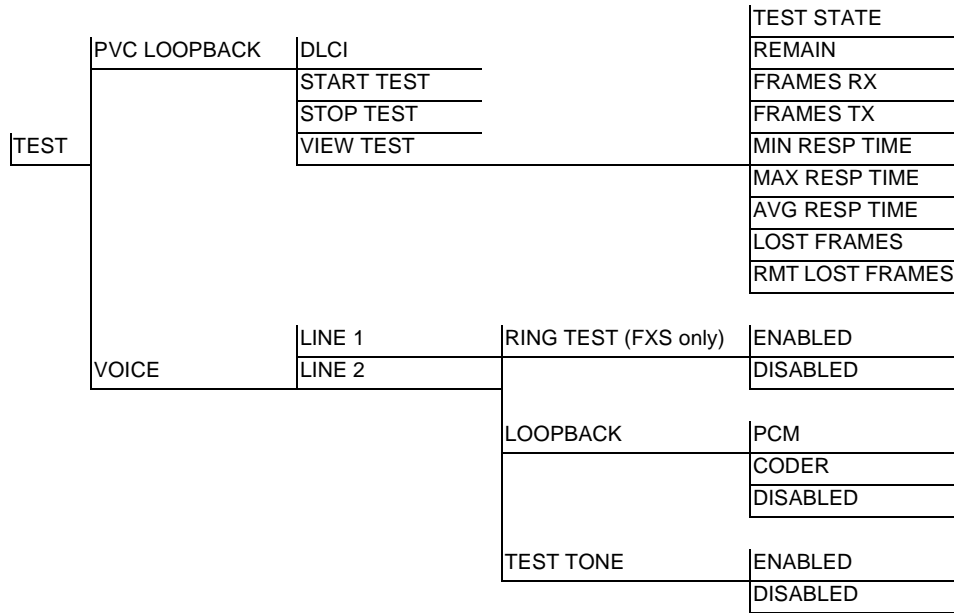 TEST STATE
PVC LOOPBACK DLCI REMAIN
START TEST FRAMES RX
STOP TEST FRAMES TX
TEST VIEW TEST MIN RESP TIME
MAX RESP TIME
AVG RESP TIME
LOST FRAMES
RMT LOST FRAMES
LINE 1 RING TEST (FXS only) ENABLED
VOICE LINE 2 DISABLED
LOOPBACK PCM
CODER
DISABLED
TEST TONE ENABLED
DISABLED